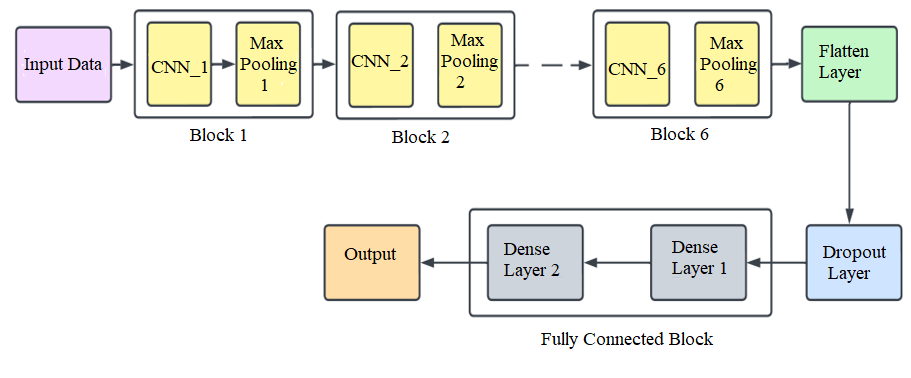 Input Data
CNN_1
Max
Pooling
1
Block 1
CNN_2
Max
Pooling
2
Block 2
CNN_6
Max
Pooling
6
Block 6
Flatten
Layer
Dropout
Layer
Dense
Layer 1
Dense
Layer 2
Fully Connected Block
Output